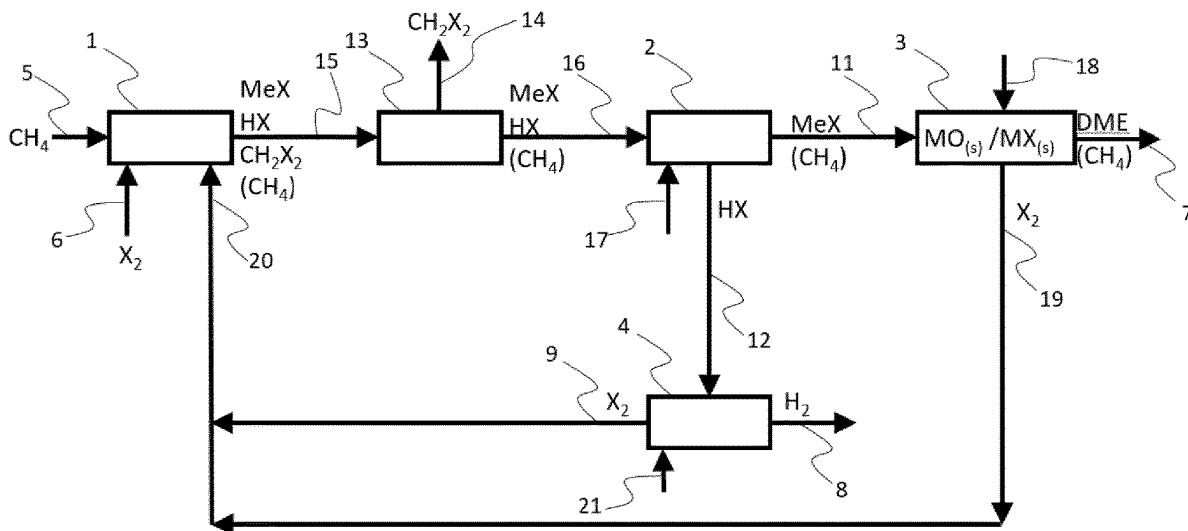 CH2X2
14
1
13
2
3
5
15
16
11
18
MeX
HX
CH2X2
(CH4)
MeX
HX
(CH4)
MeX
(CH4)
DME
(CH4)
CH4
MO(s) /MX(s)
6
X2
20
17
HX
12
X2
19
7
4
9
X2
H2
8
21